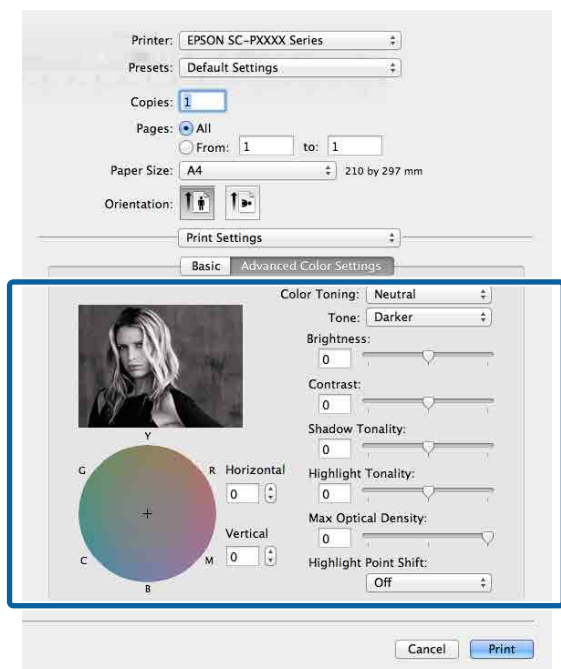 Printer: EPSON SC-PXXXX Series
Presets: Default Settings
Copies: 1
Pages: All
From: 1 to: 1
Paper Size: A4 210 by 297 mm
Orientation:
Print Settings
Basic Advanced Color Settings
Color Toning: Neutral
Tone: Darker
Brightness:
0
Contrast:
0
Shadow Tonality:
0
Highlight Tonality:
0
Max Optical Density:
0
Highlight Point Shift:
Off
Y
G R
C M
B
Horizontal
0
Vertical
0
Cancel Print